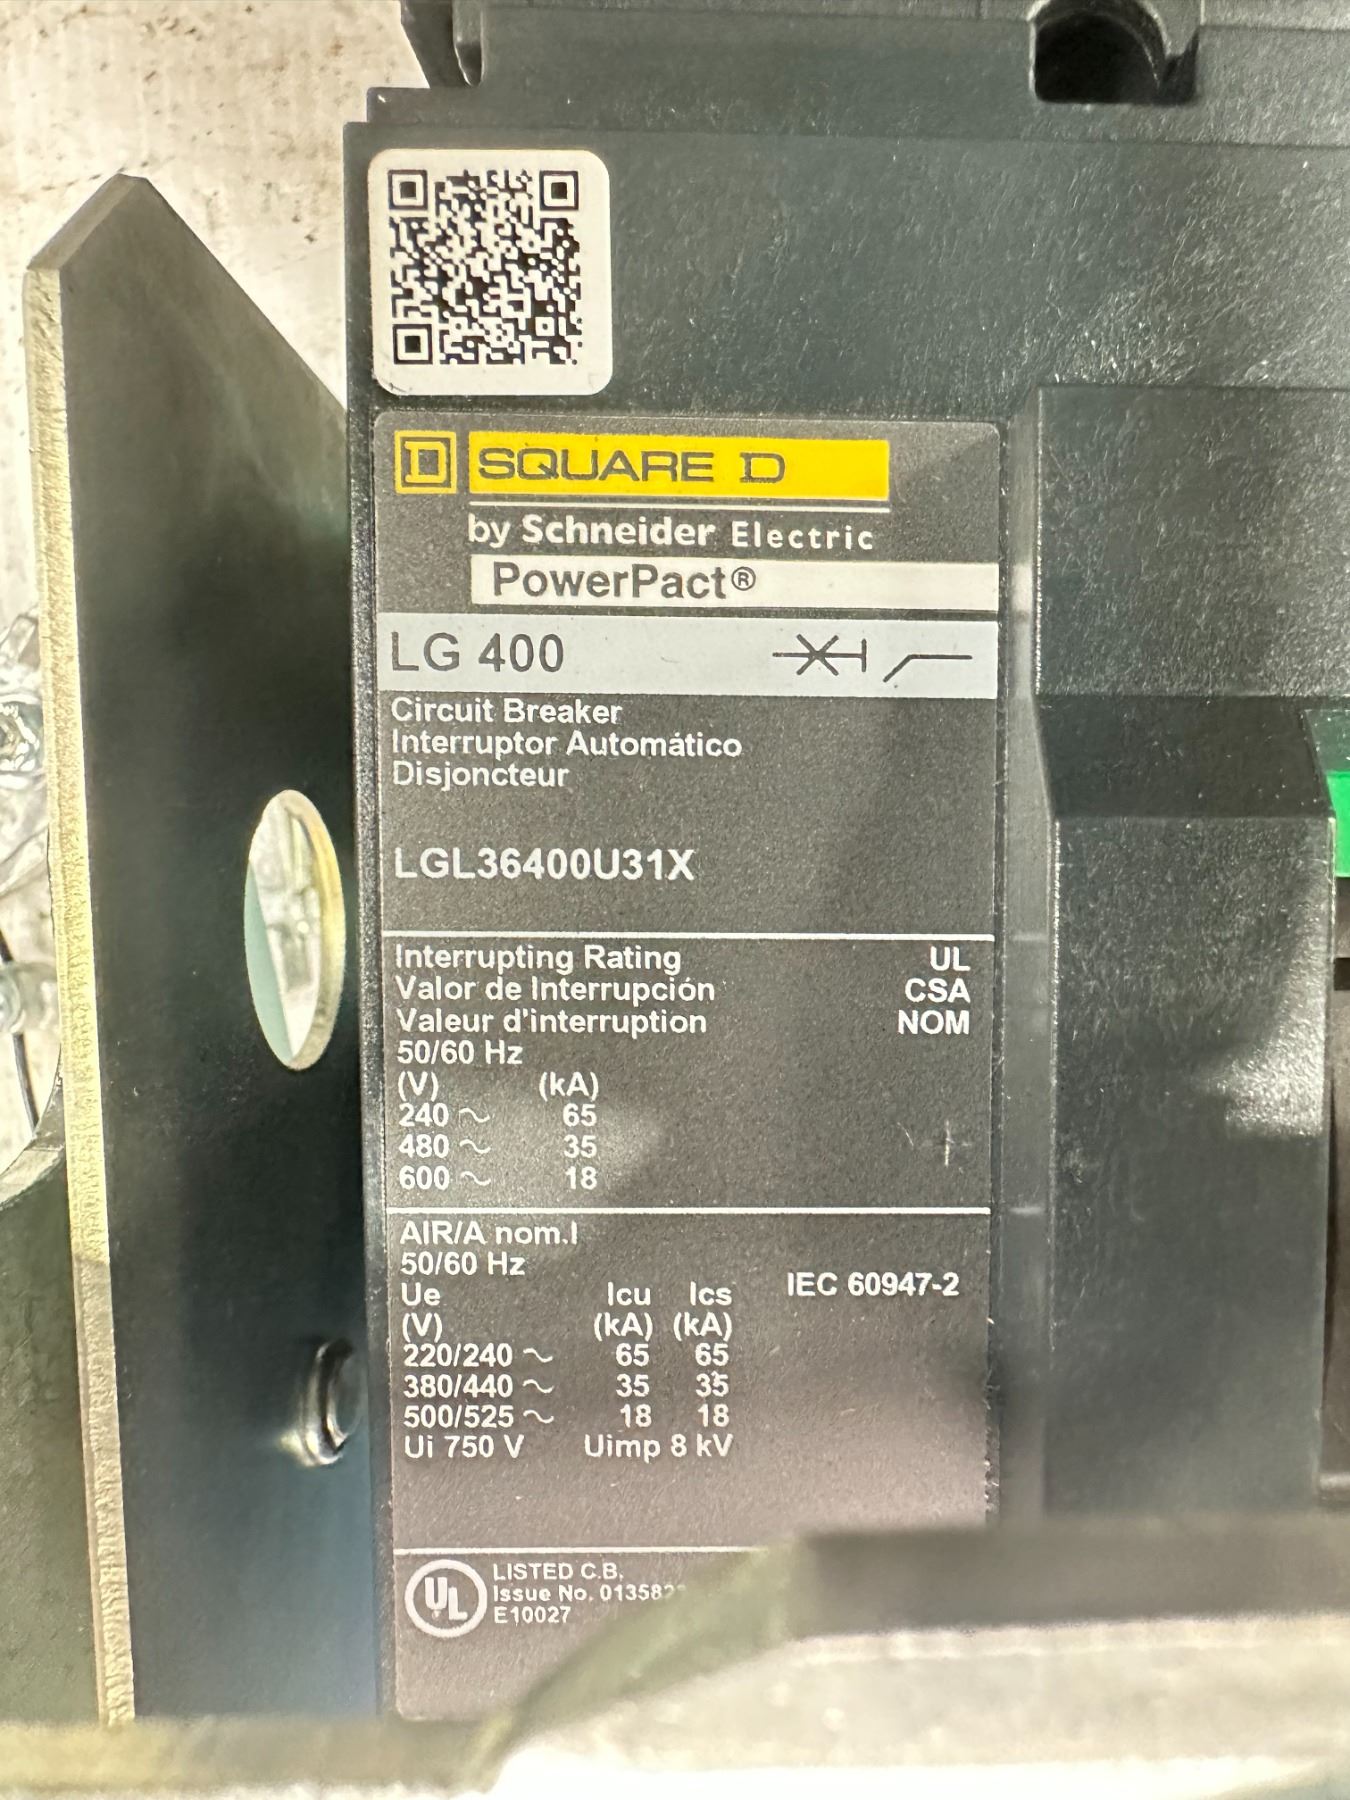 SQUARE D
by Schneider Electric
PowerPact®
LG 400
Circuit Breaker
Interruptor Automático
Disjoncteur
LGL36400U31X
Interrupting Rating UL
Valor de Interrupción CSA
Valeur d'interruption NOM
50/60 Hz
(V) (kA)
240 ~ 65
480 ~ 35
600 ~ 18
AIR/A nom.I
50/60 Hz
Ue Icu Ics IEC 60947-2
(V) (kA) (kA)
220/240 ~ 65 65
380/440 ~ 35 35
500/525 ~ 18 18
Ui 750 V Uimp 8 kV
UL LISTED C.B.
Issue No.
E10027